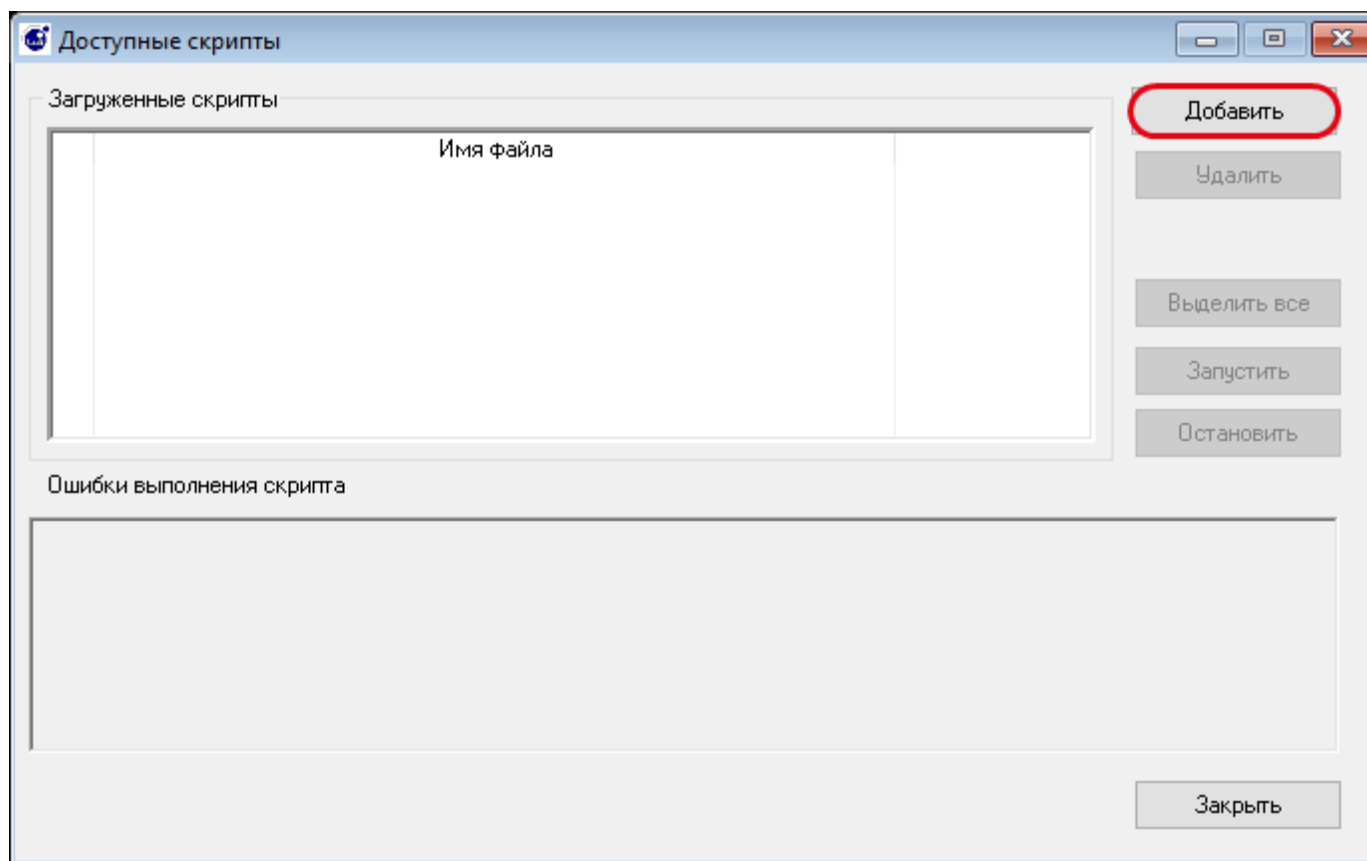 Доступные скрипты
Загруженные скрипты
Добавить
Имя файла
Удалить
Выделить все
Запустить
Остановить
Ошибки выполнения скрипта
Закрыть